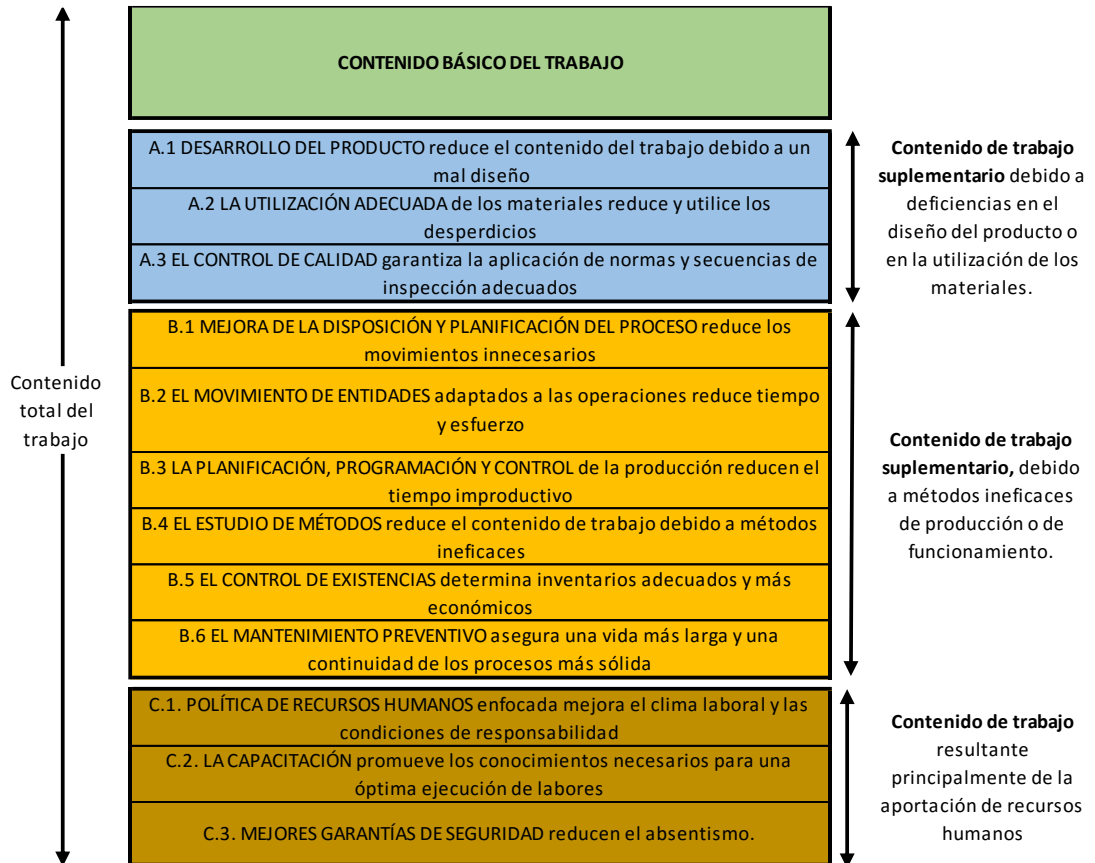 CONTENIDO BÁSICO DEL TRABAJO
A.1 DESARROLLO DEL PRODUCTO reduce el contenido del trabajo debido a un
mal diseño
A.2 LA UTILIZACIÓN ADECUADA de los materiales reduce y utilice los
desperdicios
A.3 EL CONTROL DE CALIDAD garantiza la aplicación de normas y secuencias de
inspección adecuados
Contenido de trabajo
suplementario debido a
deficiencias en el
diseño del producto o
en la utilización de los
materiales.
B.1 MEJORA DE LA DISPOSICIÓN Y PLANIFICACIÓN DEL PROCESO reduce los
movimientos innecesarios
B.2 EL MOVIMIENTO DE ENTIDADES adaptados a las operaciones reduce tiempo
y esfuerzo
B.3 LA PLANIFICACIÓN, PROGRAMACIÓN Y CONTROL de la producción reducen el
tiempo improductivo
B.4 EL ESTUDIO DE MÉTODOS reduce el contenido de trabajo debido a métodos
ineficaces
B.5 EL CONTROL DE EXISTENCIAS determina inventarios adecuados y más
económicos
B.6 EL MANTENIMIENTO PREVENTIVO asegura una vida más larga y una
continuidad de los procesos más sólida
Contenido
total del
trabajo
Contenido de trabajo
suplementario, debido
a métodos ineficaces
de producción o de
funcionamiento.
C.1. POLÍTICA DE RECURSOS HUMANOS enfocada mejora el clima laboral y las
condiciones de responsabilidad
C.2. LA CAPACITACIÓN promueve los conocimientos necesarios para una
óptima ejecución de labores
C.3. MEJORES GARANTÍAS DE SEGURIDAD reducen el absentismo.
Contenido de trabajo
resultante
principalmente de la
aportación de recursos
humanos